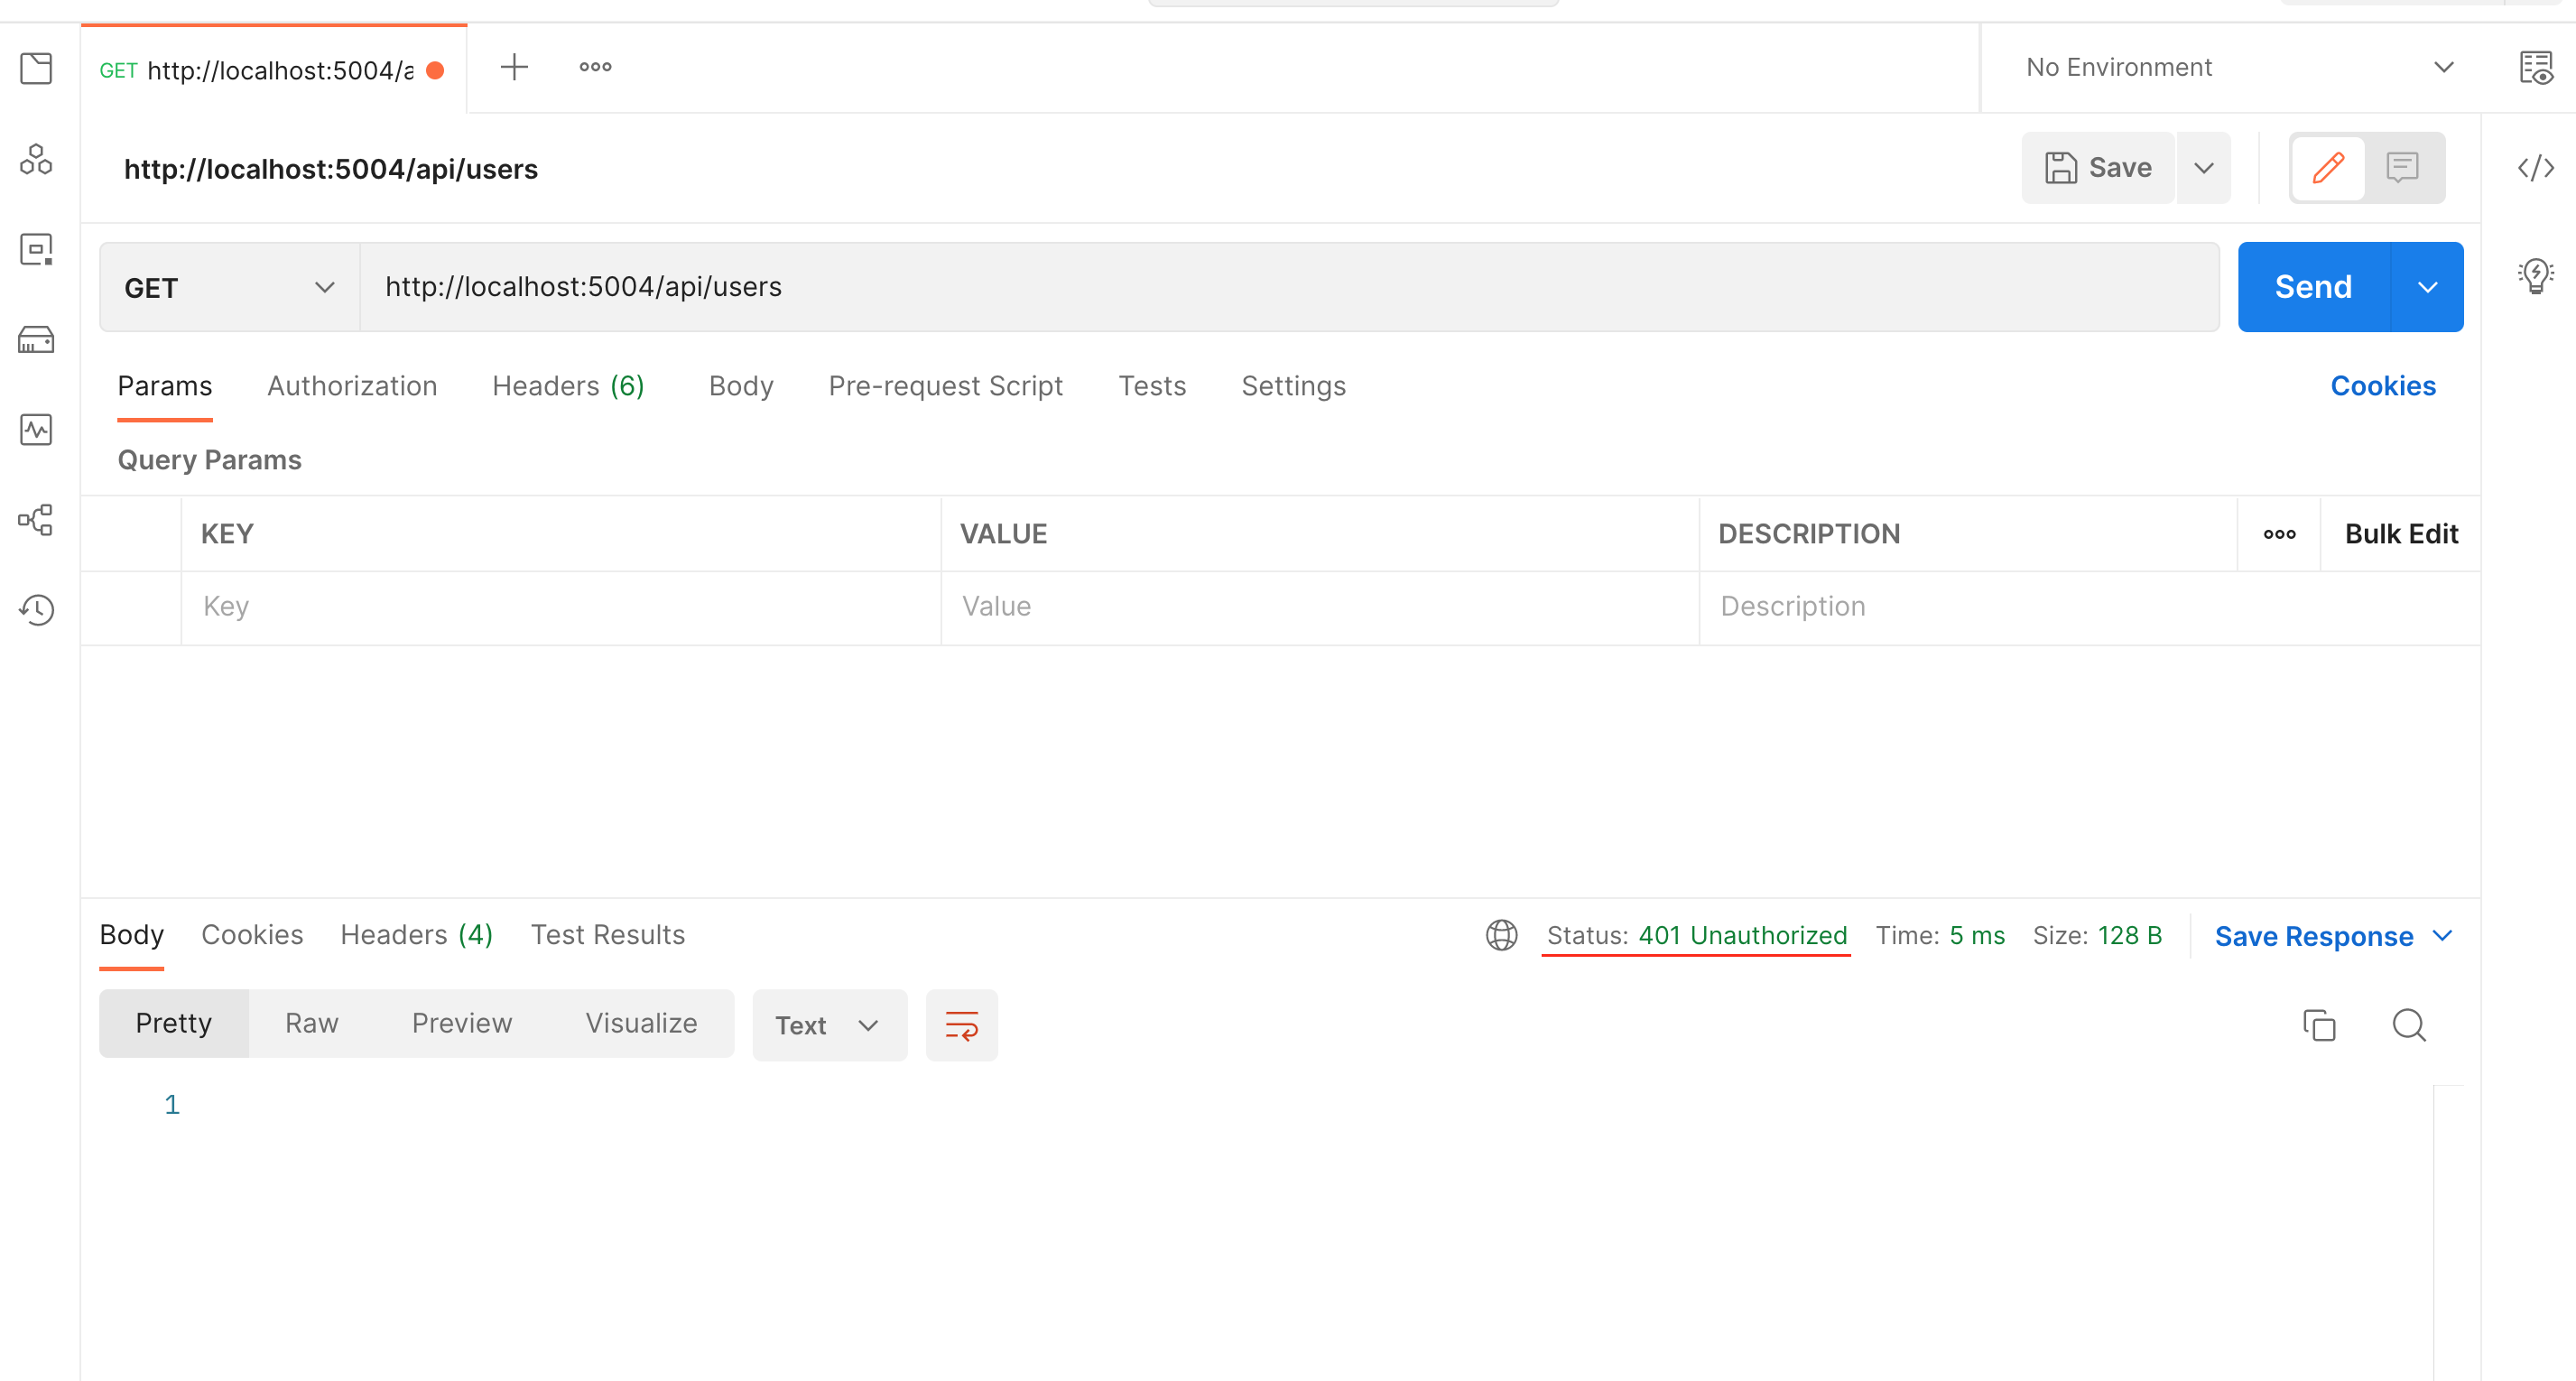 GET http://localhost:5004/a
No Environment
http://localhost:5004/api/users
Save
GET http://localhost:5004/api/users Send
Params Authorization Headers (6) Body Pre-request Script Tests Settings Cookies
Query Params
KEY VALUE DESCRIPTION Bulk Edit
Key Value Description
Body Cookies Headers (4) Test Results Status: 401 Unauthorized Time: 5 ms Size: 128 B Save Response
Pretty Raw Preview Visualize Text
1